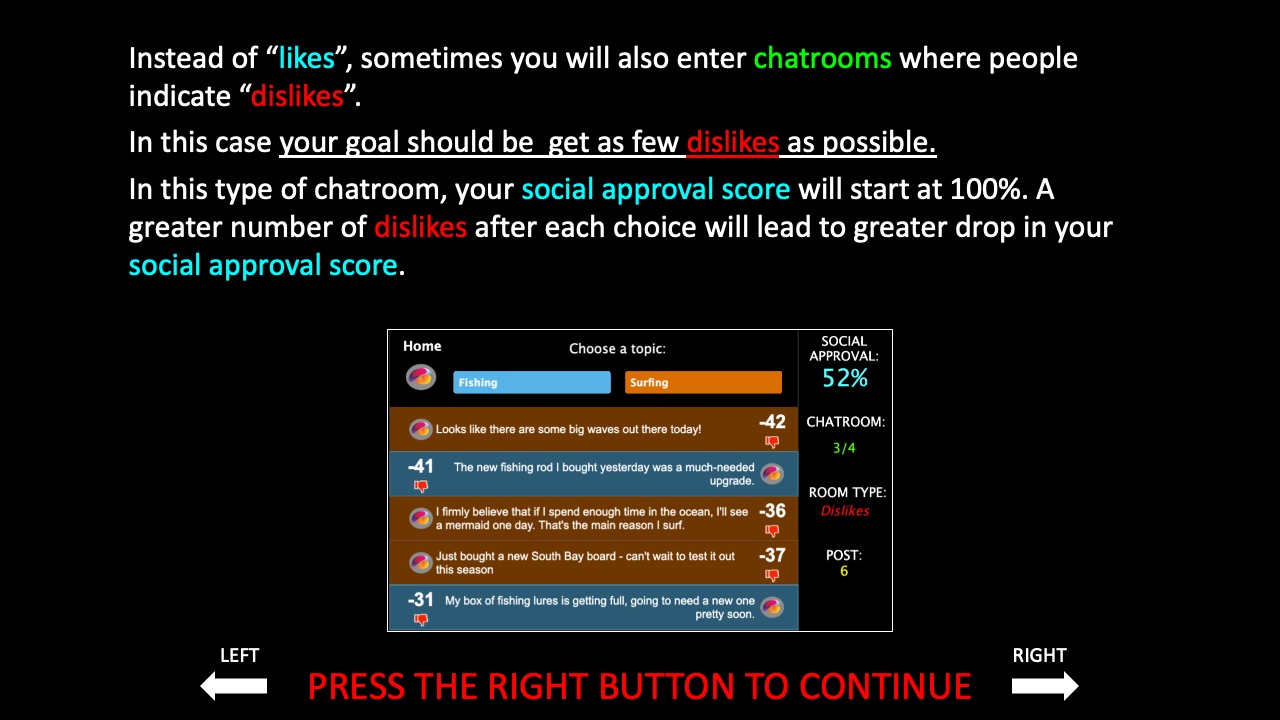 Instead of “likes”, sometimes you will also enter chatrooms where people
indicate “dislikes”.
In this case your goal should be  get as few dislikes as possible.
In this type of chatroom, your social approval score will start at 100%. A
greater number of dislikes after each choice will lead to greater drop in your
social approval score.
Home
Choose a topic:
Fishing
Surfing
Looks like there are some big waves out there today!
-42
-41
The new fishing rod I bought yesterday was a much-needed
upgrade.
I firmly believe that if I spend enough time in the ocean, I'll see
a mermaid one day. That's the main reason I surf.
-36
Just bought a new South Bay board - can't wait to test it out
this season
-37
-31
My box of fishing lures is getting full, going to need a new one
pretty soon.
SOCIAL
APPROVAL:
52%
CHATROOM:
3/4
ROOM TYPE:
Dislikes
POST:
6
LEFT
PRESS THE RIGHT BUTTON TO CONTINUE
RIGHT